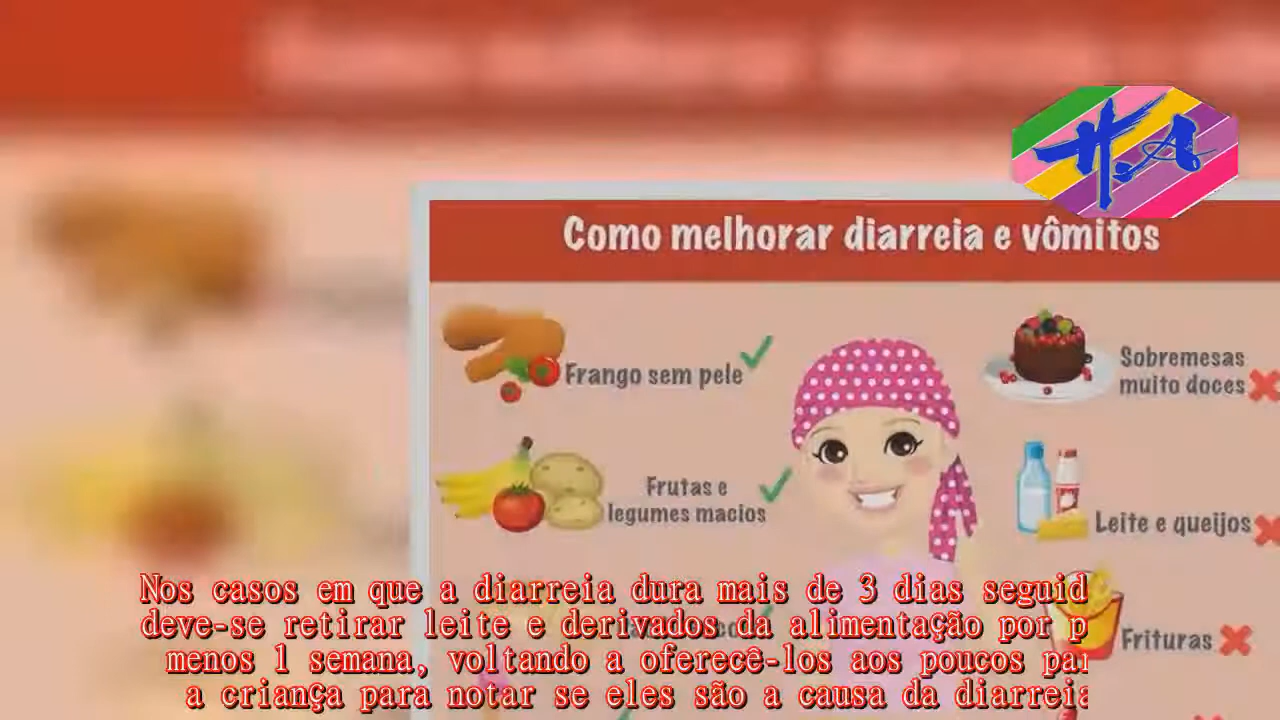 H.A
Como melhorar diarreia e vômitos
Frango sem pele
Sobremesas
muito doces
Frutas e
legumes macios
Leite e queijos
Frituras
Nos casos em que a diarreia dura mais de 3 dias seguid
deve-se retirar leite e derivados da alimentação por p
menos 1 semana, voltando a oferecê-los aos poucos par
a criança para notar se eles são a causa da diarreia